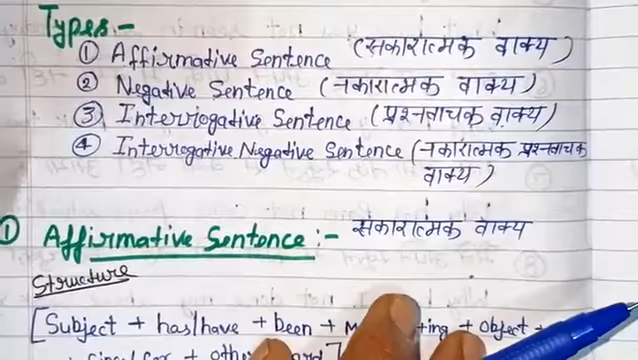 Types:-
① Affirmative Sentence (सकारात्मक वाक्य)
② Negative Sentence (नकारात्मक वाक्य)
③ Interrogative Sentence (प्रश्नवाचक वाक्य)
④ Interrogative Negative Sentence (नकारात्मक प्रश्नवाचक
वाक्य)
① Affirmative Sentence:- सकारात्मक वाक्य
Structure
[Subject + has/have + been + ing + object +
+ since/for +